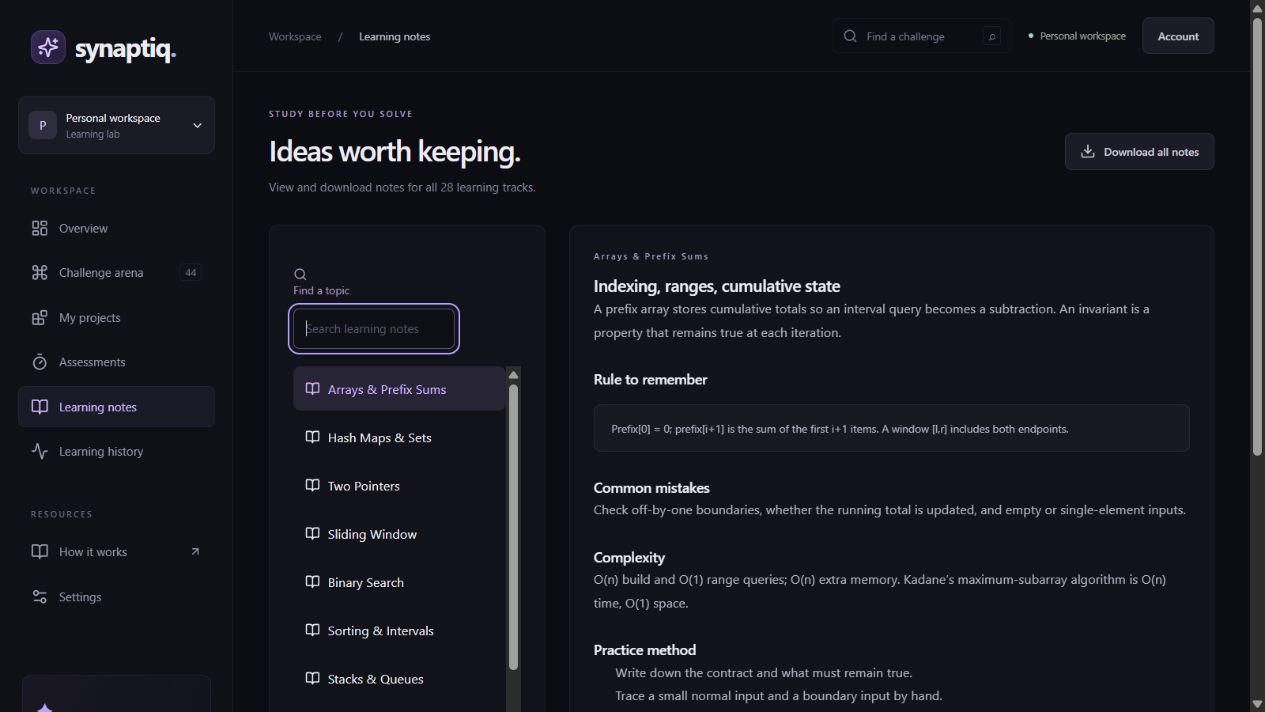 synaptiq.
P
Personal workspace
Learning lab
WORKSPACE
Overview
Challenge arena
44
My projects
Assessments
Learning notes
Learning history
RESOURCES
How it works
Settings
Workspace / Learning notes
Find a challenge
Personal workspace
Account
STUDY BEFORE YOU SOLVE
Ideas worth keeping.
View and download notes for all 28 learning tracks.
Download all notes
Find a topic
Search learning notes
Arrays & Prefix Sums
Hash Maps & Sets
Two Pointers
Sliding Window
Binary Search
Sorting & Intervals
Stacks & Queues
Arrays & Prefix Sums
Indexing, ranges, cumulative state
A prefix array stores cumulative totals so an interval query becomes a subtraction. An invariant is a
property that remains true at each iteration.
Rule to remember
Prefix[0] = 0; prefix[i+1] is the sum of the first i+1 items. A window [l,r] includes both endpoints.
Common mistakes
Check off-by-one boundaries, whether the running total is updated, and empty or single-element inputs.
Complexity
O(n) build and O(1) range queries; O(n) extra memory. Kadane's maximum-subarray algorithm is O(n)
time, O(1) space.
Practice method
Write down the contract and what must remain true.
Trace a small normal input and a boundary input by hand.